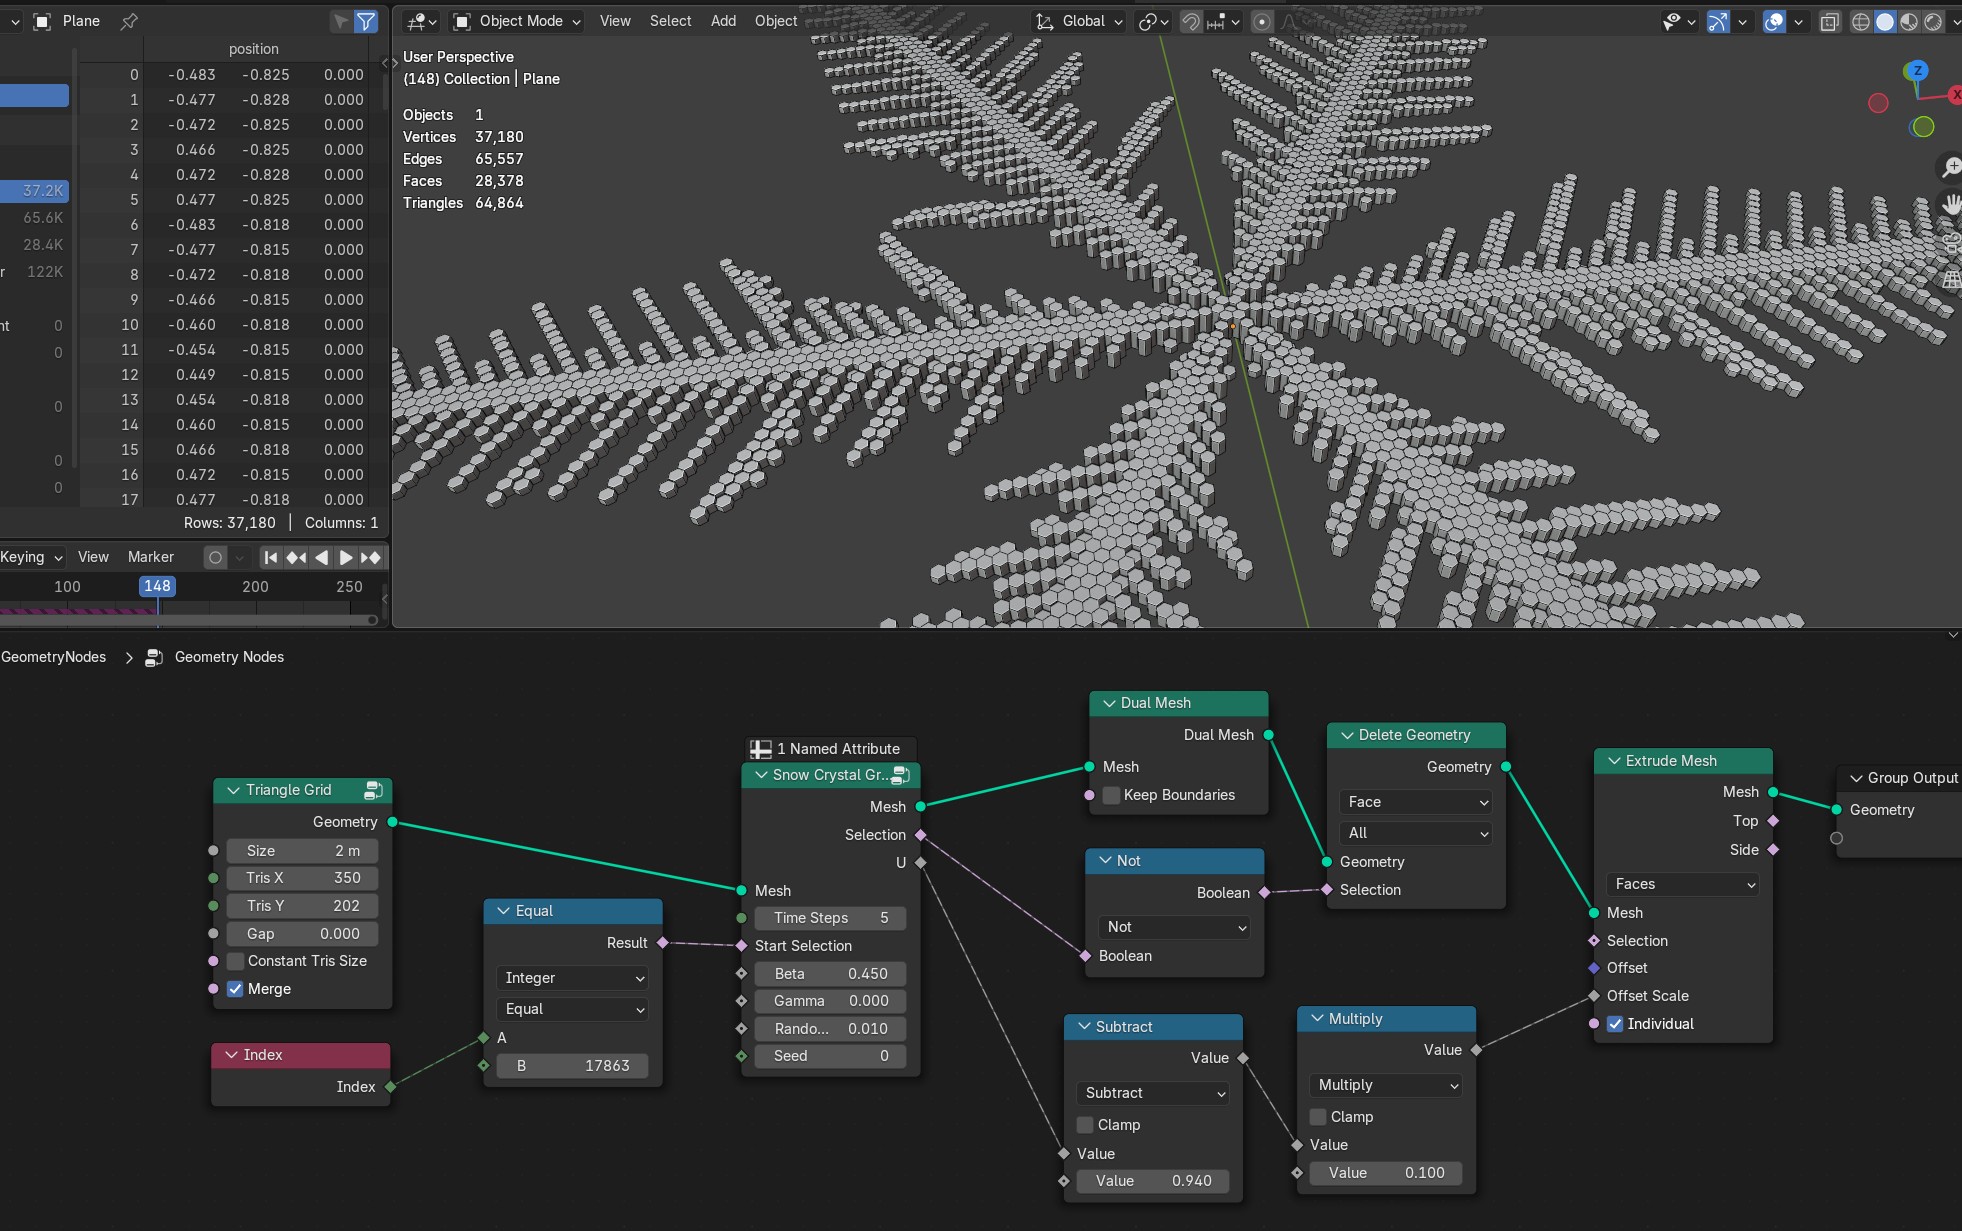 Plane
Object Mode
View
Select
Add
Object
Global
position
0 -0.483 -0.825 0.000
1 -0.477 -0.828 0.000
2 -0.472 -0.825 0.000
3 0.466 -0.825 0.000
4 0.472 -0.828 0.000
5 0.477 -0.825 0.000
6 -0.483 -0.818 0.000
7 -0.477 -0.815 0.000
8 -0.472 -0.818 0.000
9 -0.466 -0.815 0.000
10 -0.460 -0.818 0.000
11 -0.454 -0.815 0.000
12 0.449 -0.815 0.000
13 0.454 -0.818 0.000
14 0.460 -0.815 0.000
15 0.466 -0.818 0.000
16 0.472 -0.815 0.000
17 0.477 -0.818 0.000
37.2K
65.6K
28.4K
r 122K
nt 0
0
0
0
0
Rows: 37,180 | Columns: 1
User Perspective
(148) Collection | Plane
Objects 1
Vertices 37,180
Edges 65,557
Faces 28,378
Triangles 64,864
Z
X
Keying
View
Marker
100
148
200
250
GeometryNodes > Geometry Nodes
Triangle Grid
Geometry
Size 2 m
Tris X 350
Tris Y 202
Gap 0.000
Constant Tris Size
Merge
Index
Index
Equal
Result
Integer
Equal
A
B 17863
1 Named Attribute
Snow Crystal Gr...
Mesh
Selection
U
Mesh
Time Steps 5
Start Selection
Beta 0.450
Gamma 0.000
Rando... 0.010
Seed 0
Dual Mesh
Dual Mesh
Mesh
Keep Boundaries
Not
Boolean
Not
Boolean
Subtract
Value
Subtract
Clamp
Value
Value 0.940
Delete Geometry
Geometry
Face
All
Geometry
Selection
Multiply
Value
Multiply
Clamp
Value
Value 0.100
Extrude Mesh
Mesh
Top
Side
Faces
Mesh
Selection
Offset
Offset Scale
Individual
Group Output
Geometry